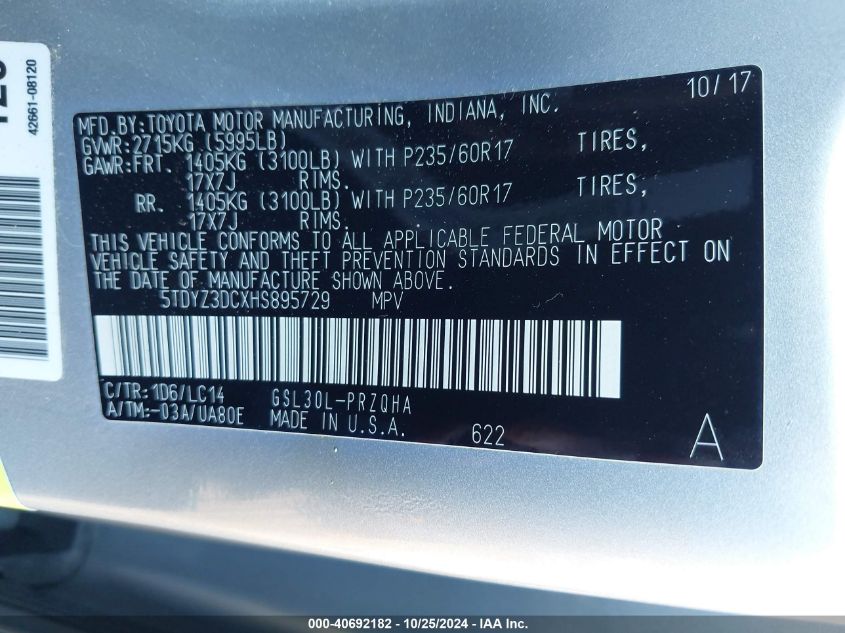 42661-08120
10/17
MFD.BY:TOYOTA MOTOR MANUFACTURING, INDIANA, INC.
GVWR:2715KG (5995LB)
GAWR:FRT. 1405KG (3100LB) WITH P235/60R17 TIRES,
17X7J RIMS.
RR. 1405KG (3100LB) WITH P235/60R17 TIRES,
17X7J RIMS.
THIS VEHICLE CONFORMS TO ALL APPLICABLE FEDERAL MOTOR
VEHICLE SAFETY AND THEFT PREVENTION STANDARDS IN EFFECT ON
THE DATE OF MANUFACTURE SHOWN ABOVE.
5TDYZ3DCXHS895729 MPV
C/TR:1D6/LC14 GSL30L-PRZQHA
A/TM:-03A/UA80E MADE IN U.S.A. 622 A
000-40692182 - 10/25/2024 - IAA Inc.